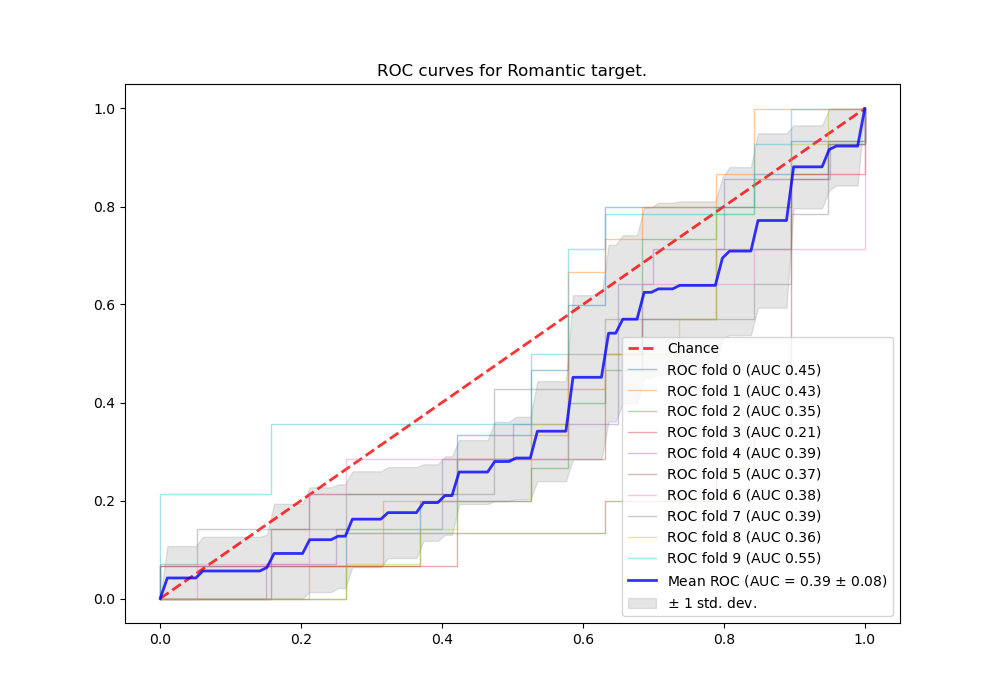 ROC curves for Romantic target.
1.0
0.8
0.6
0.4
0.2
0.0
Chance
ROC fold 0 (AUC 0.45)
ROC fold 1 (AUC 0.43)
ROC fold 2 (AUC 0.35)
ROC fold 3 (AUC 0.21)
ROC fold 4 (AUC 0.39)
ROC fold 5 (AUC 0.37)
ROC fold 6 (AUC 0.38)
ROC fold 7 (AUC 0.39)
ROC fold 8 (AUC 0.36)
ROC fold 9 (AUC 0.55)
Mean ROC (AUC = 0.39 ± 0.08)
± 1 std. dev.
0.0 0.2 0.4 0.6 0.8 1.0